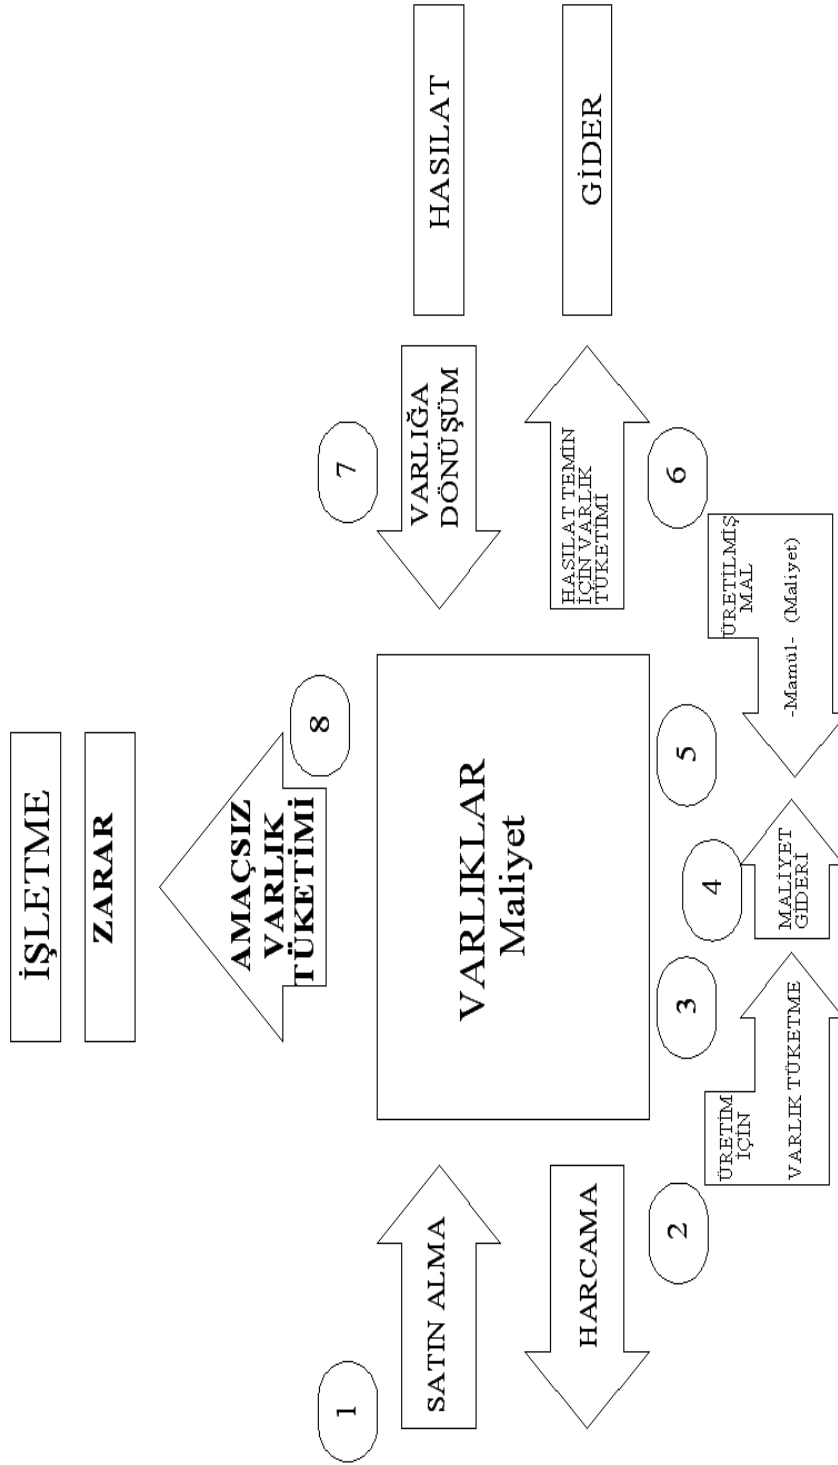 İŞLETME
ZARAR
AMAÇSIZ
VARLIK
TÜKETİMİ
8
1
SATIN ALMA
HARCAMA
2
VARLIKLAR
Maliyet
7
VARLIĞA
DÖNÜŞÜM
HASILAT
HASILAT TEMİN
İÇİN VARLIK
TÜKETİMİ
GİDER
6
3
4
5
ÜRETİM
İÇİN
VARLIK TÜKETME
MALİYET
GİDERİ
ÜRETİLMİŞ
MAL
-Mamül- (Maliyet)